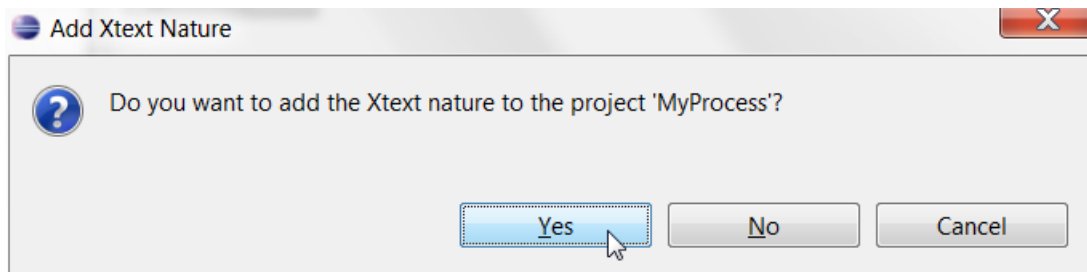 Add Xtext Nature
Do you want to add the Xtext nature to the project 'MyProcess'?
Yes No Cancel